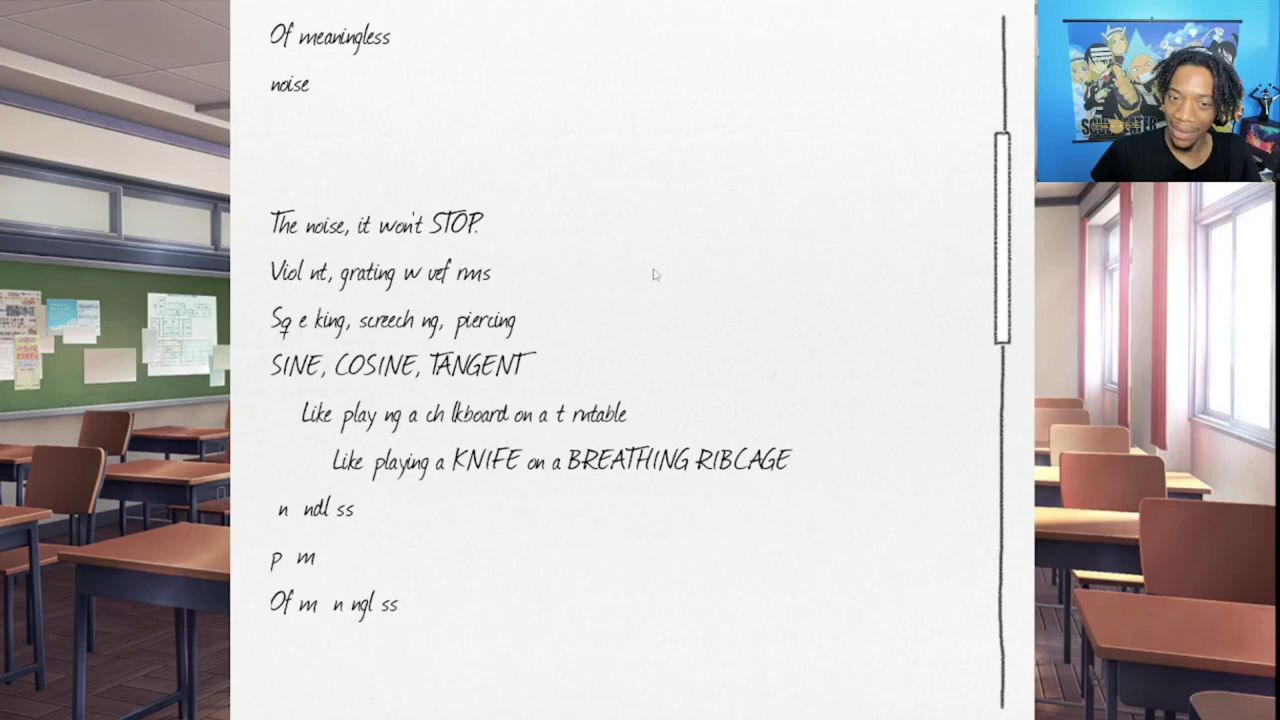 Of meaningless
noise
The noise, it won't STOP.
Viol nt, grating w vef rms
Sq e king, screech ng, piercing
SINE, COSINE, TANGENT
Like play ng a ch lkboard on a t rntable
Like playing a KNIFE on a BREATHING RIBCAGE
n ndl ss
p m
Of m n ngl ss